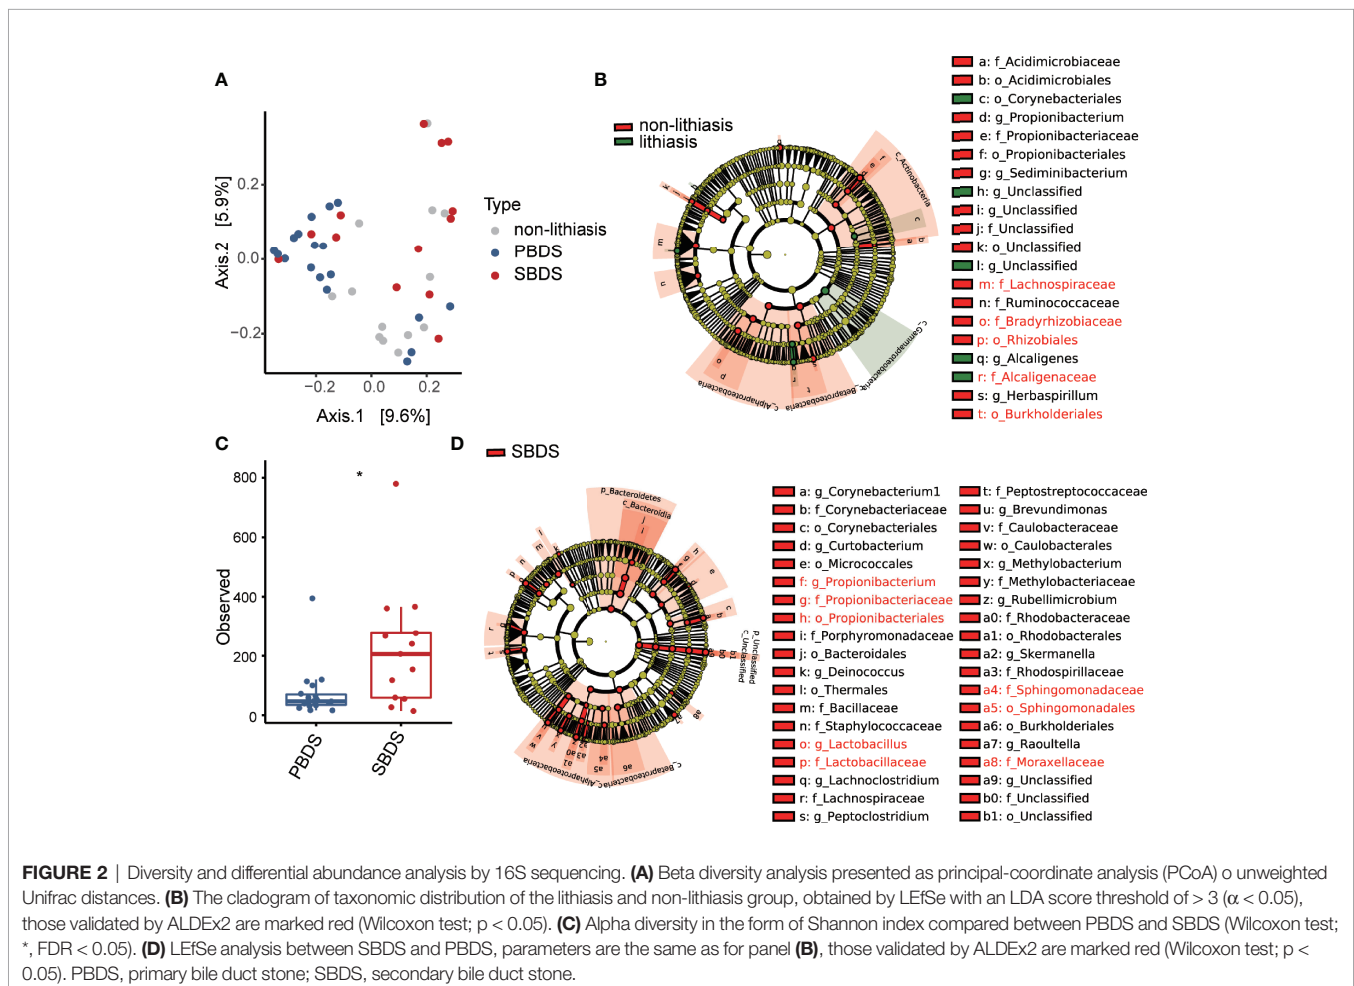 A
0.2
0.0
−0.2
−0.2
0.0
0.2
Axis.2 [5.9%]
Axis.1 [9.6%]
Type
non-lithiasis
PBDS
SBDS
B
non-lithiasis
lithiasis
c_Actinobacteria
c_Gammaproteobacteria
c_Betaproteobacteria
c_Alphaproteobacteria
a: f_Acidimicrobiaceae
b: o_Acidimicrobiales
c: o_Corynebacteriales
d: g_Propionibacterium
e: f_Propionibacteriaceae
f: o_Propionibacteriales
g: g_Sediminibacterium
h: g_Unclassified
i: g_Unclassified
j: f_Unclassified
k: o_Unclassified
l: g_Unclassified
m: f_Lachnospiraceae
n: f_Ruminococcaceae
o: f_Bradyrhizobiaceae
p: o_Rhizobiales
q: g_Alcaligenes
r: f_Alcaligenaceae
s: g_Herbaspirillum
t: o_Burkholderiales
C
*
800
600
400
200
0
Observed
PBDS
SBDS
D
SBDS
p_Bacteroidetes
c_Bacteroidia
p_Unclassified
c_Unclassified
c_Betaproteobacteria
c_Alphaproteobacteria
a: g_Corynebacterium1
b: f_Corynebacteriaceae
c: o_Corynebacteriales
d: g_Curtobacterium
e: o_Micrococcales
f: g_Propionibacterium
g: f_Propionibacteriaceae
h: o_Propionibacteriales
i: f_Porphyromonadaceae
j: o_Bacteroidales
k: g_Deinococcus
l: o_Thermales
m: f_Bacillaceae
n: f_Staphylococcaceae
o: g_Lactobacillus
p: f_Lactobacillaceae
q: g_Lachnoclostridium
r: f_Lachnospiraceae
s: g_Peptoclostridium
t: f_Peptostreptococcaceae
u: g_Brevundimonas
v: f_Caulobacteraceae
w: o_Caulobacterales
x: g_Methylobacterium
y: f_Methylobacteriaceae
z: g_Rubellimicrobium
a0: f_Rhodobacteraceae
a1: o_Rhodobacterales
a2: g_Skermanella
a3: f_Rhodospirillaceae
a4: f_Sphingomonadaceae
a5: o_Sphingomonadales
a6: o_Burkholderiales
a7: g_Raoultella
a8: f_Moraxellaceae
a9: g_Unclassified
b0: f_Unclassified
b1: o_Unclassified
FIGURE 2 | Diversity and differential abundance analysis by 16S sequencing. (A) Beta diversity analysis presented as principal-coordinate analysis (PCoA) o unweighted
Unifrac distances. (B) The cladogram of taxonomic distribution of the lithiasis and non-lithiasis group, obtained by LEfSe with an LDA score threshold of > 3 (α < 0.05),
those validated by ALDEx2 are marked red (Wilcoxon test; p < 0.05). (C) Alpha diversity in the form of Shannon index compared between PBDS and SBDS (Wilcoxon test;
*, FDR < 0.05). (D) LEfSe analysis between SBDS and PBDS, parameters are the same as for panel (B), those validated by ALDEx2 are marked red (Wilcoxon test; p <
0.05). PBDS, primary bile duct stone; SBDS, secondary bile duct stone.